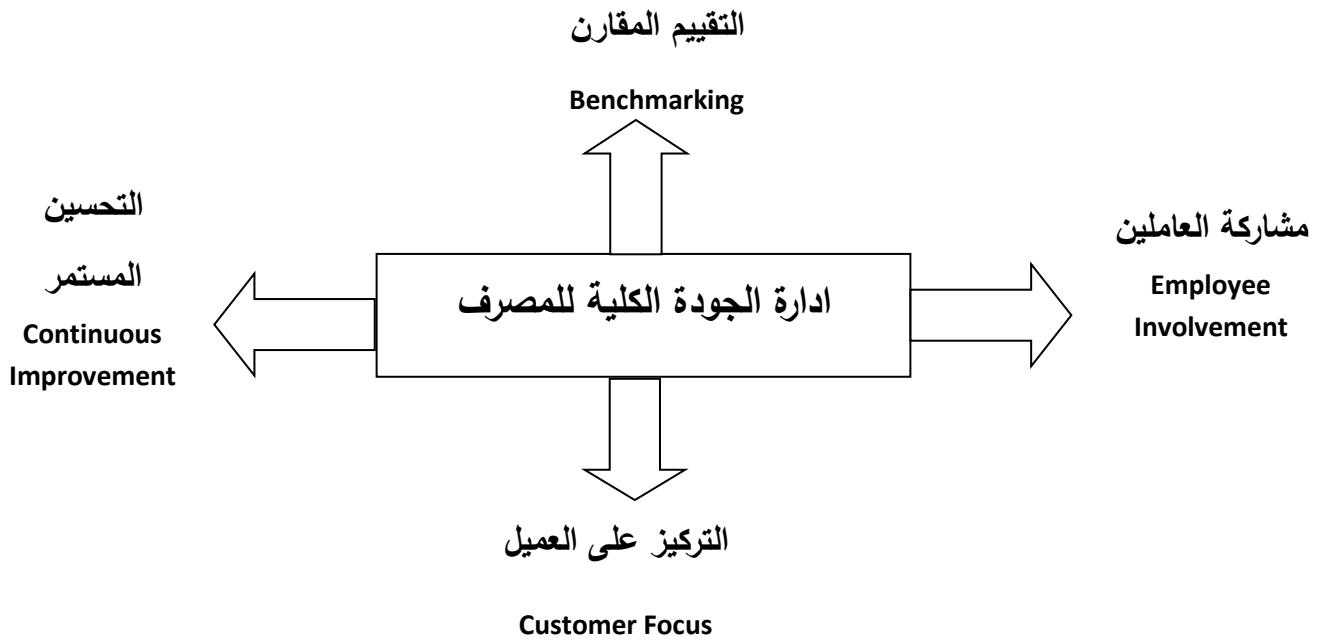 التقييم المقارن
Benchmarking
التحسين
المستمر
Continuous
Improvement
ادارة الجودة الكلية للمصرف
مشاركة العاملين
Employee
Involvement
التركيز على العميل
Customer Focus